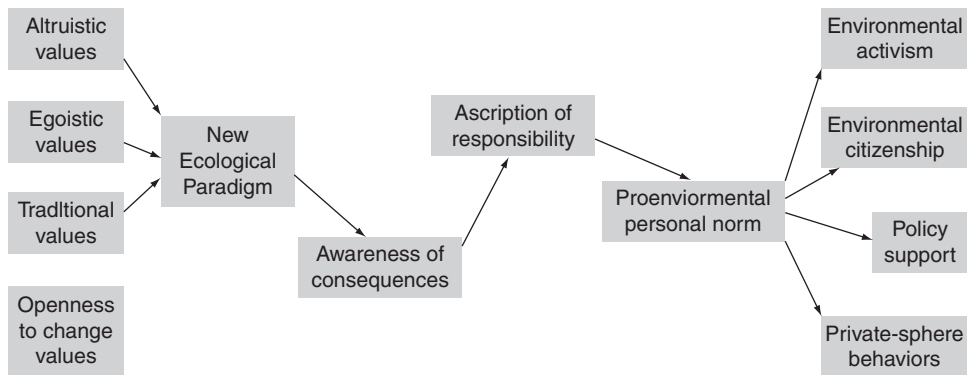 Altruistic
values
Egoistic
values
Tradltional
values
Openness
to change
values
New
Ecological
Paradigm
Awareness of
consequences
Ascription of
responsibility
Proenviormental
personal norm
Environmental
activism
Environmental
citizenship
Policy
support
Private-sphere
behaviors